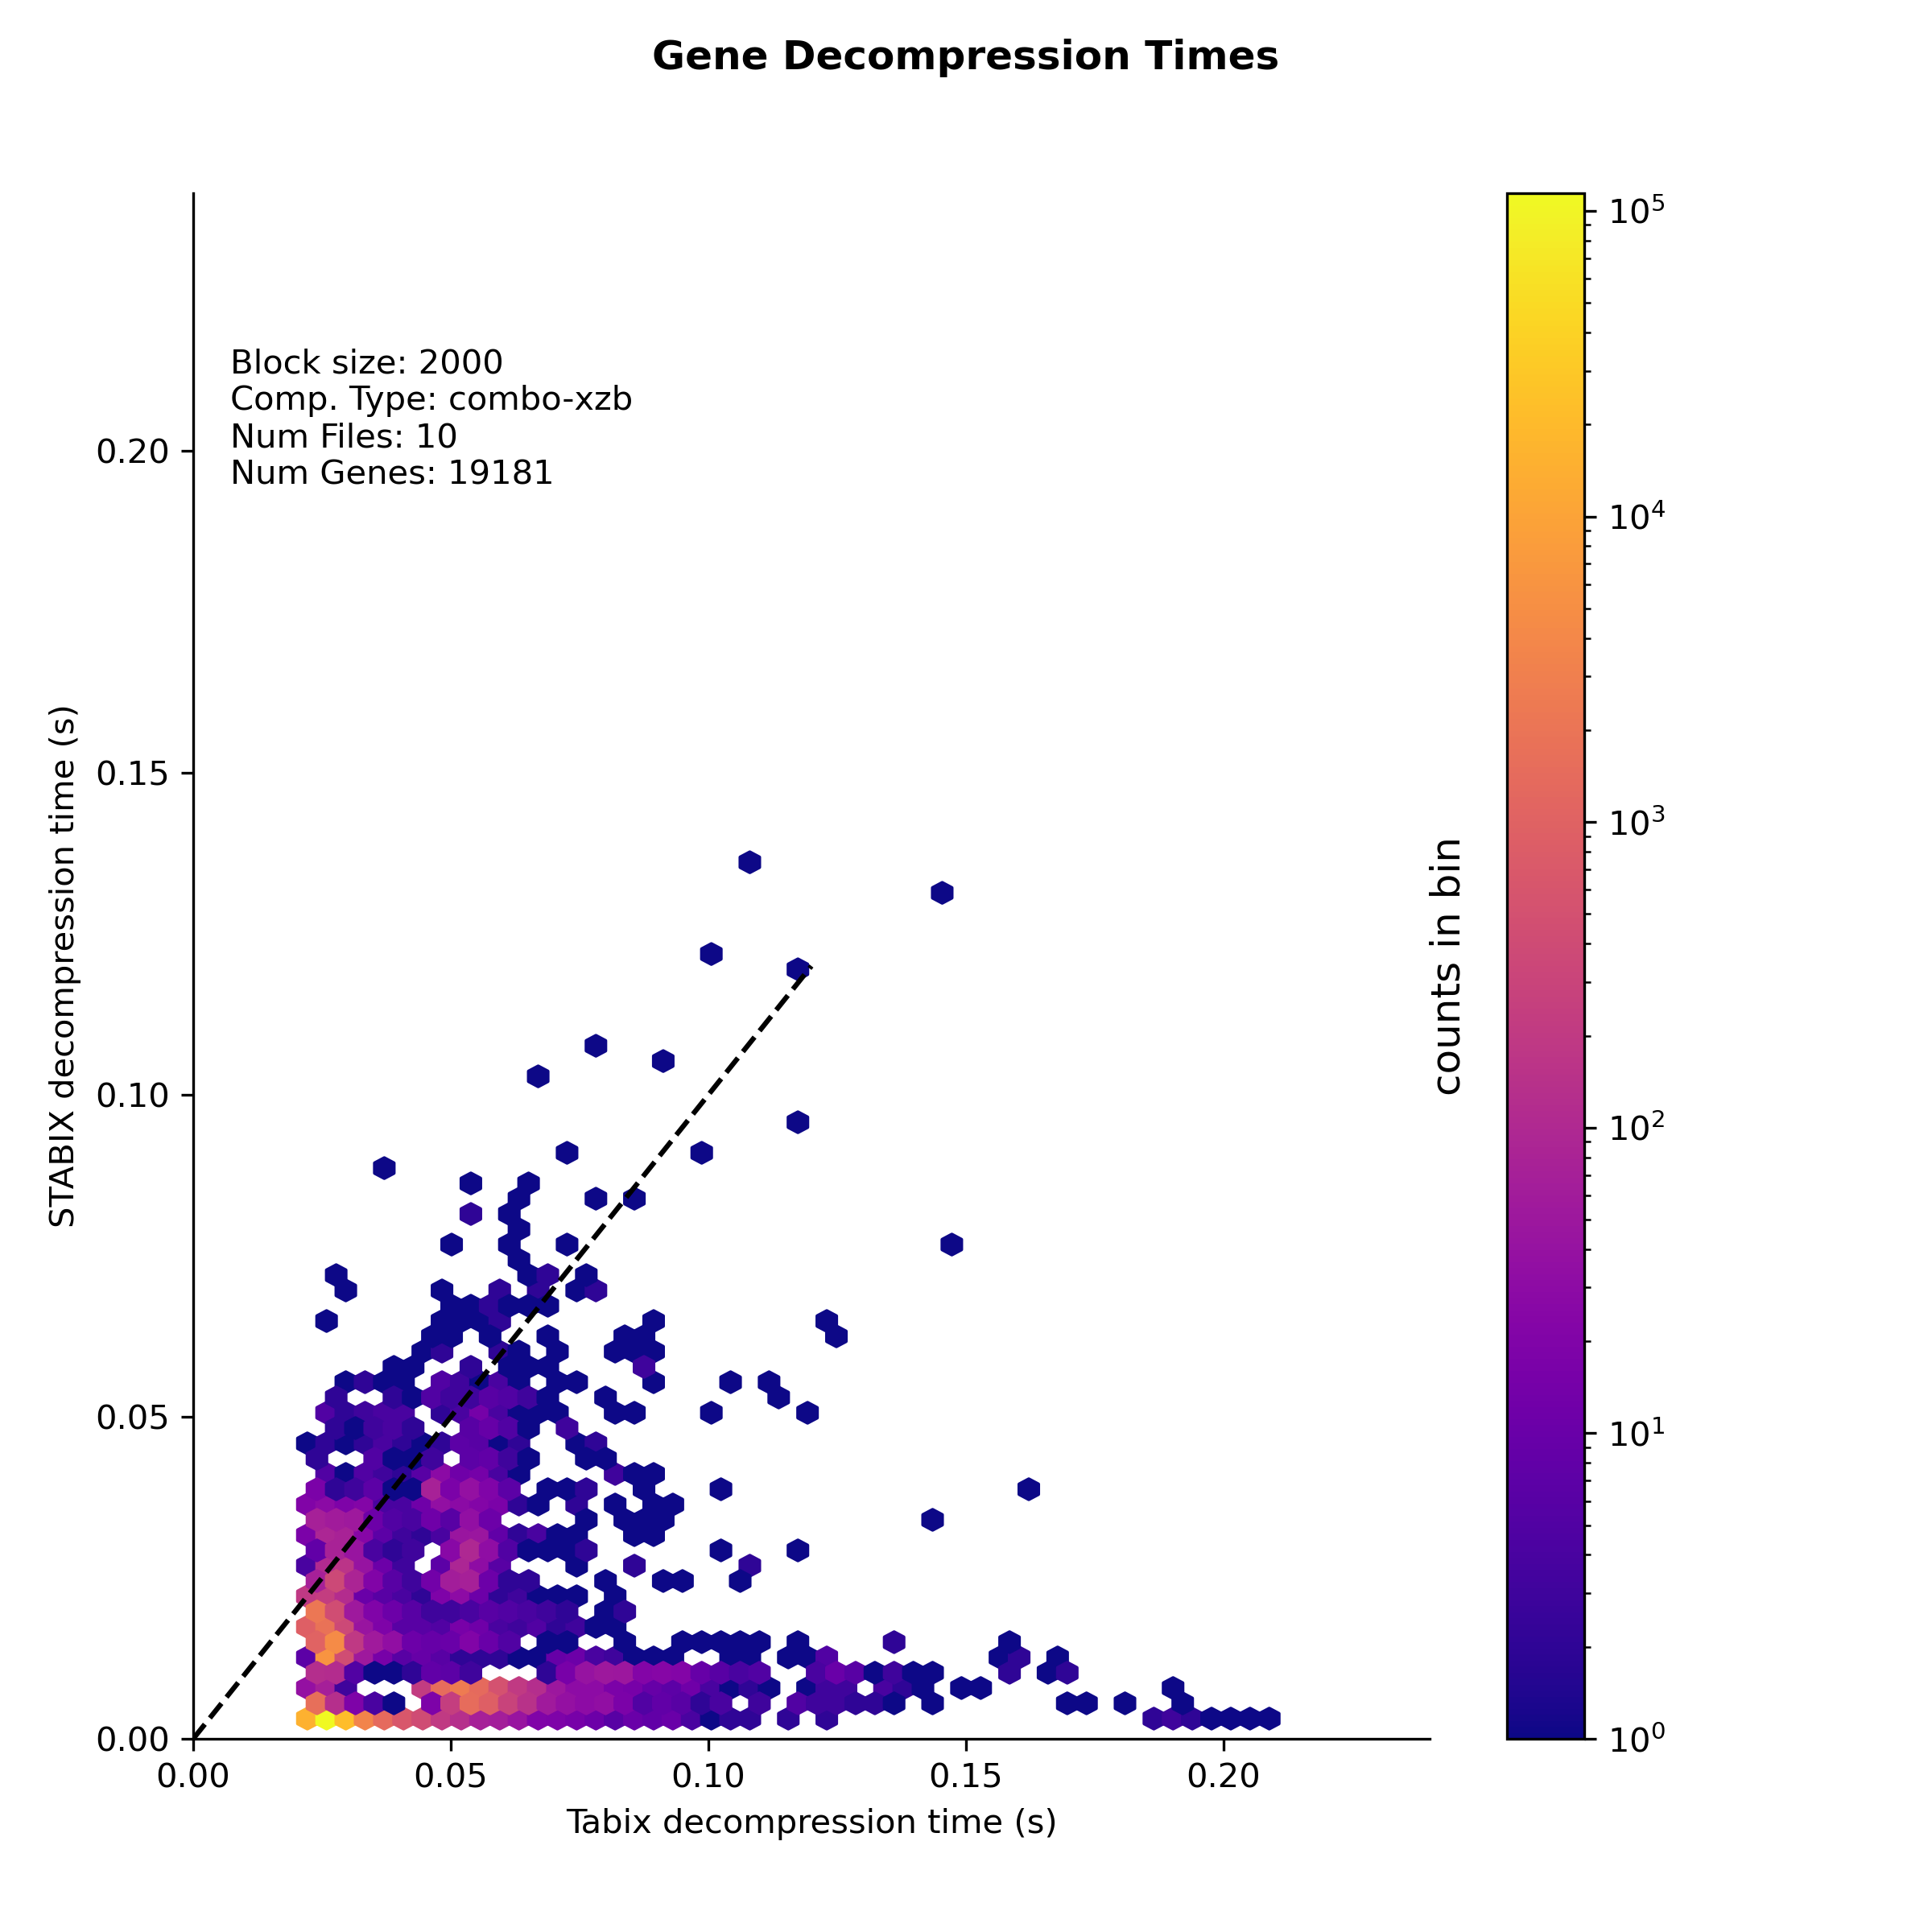 Gene Decompression Times
Block size: 2000
Comp. Type: combo-xzb
Num Files: 10
Num Genes: 19181
STABIX decompression time (s)
0.20
0.15
0.10
0.05
0.00
0.00 0.05 0.10 0.15 0.20
Tabix decompression time (s)
counts in bin
10⁵
10⁴
10³
10²
10¹
10⁰